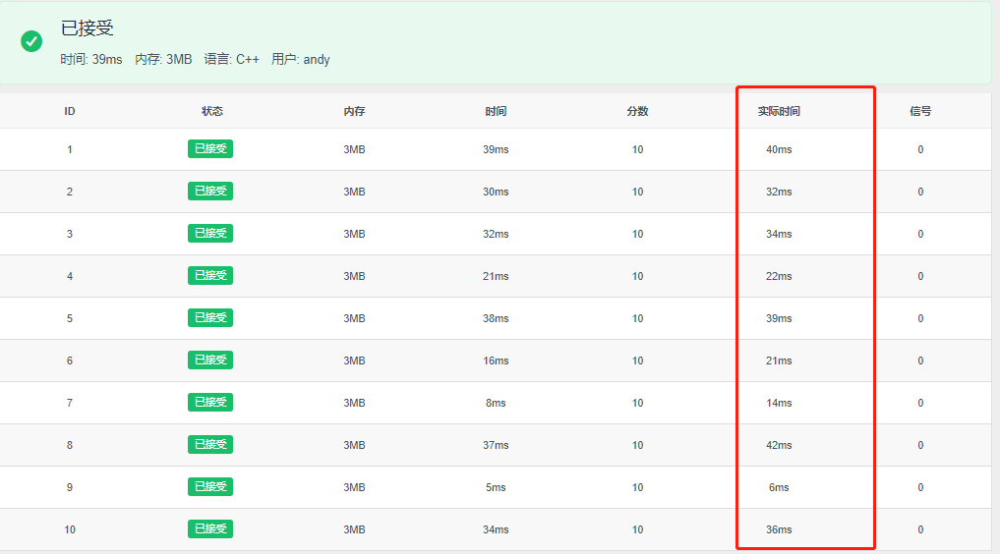 已接受
时间: 39ms 内存: 3MB 语言: C++ 用户: andy
ID 状态 内存 时间 分数 实际时间 信号
1 已接受 3MB 39ms 10 40ms 0
2 已接受 3MB 30ms 10 32ms 0
3 已接受 3MB 32ms 10 34ms 0
4 已接受 3MB 21ms 10 22ms 0
5 已接受 3MB 38ms 10 39ms 0
6 已接受 3MB 16ms 10 21ms 0
7 已接受 3MB 8ms 10 14ms 0
8 已接受 3MB 37ms 10 42ms 0
9 已接受 3MB 5ms 10 6ms 0
10 已接受 3MB 34ms 10 36ms 0